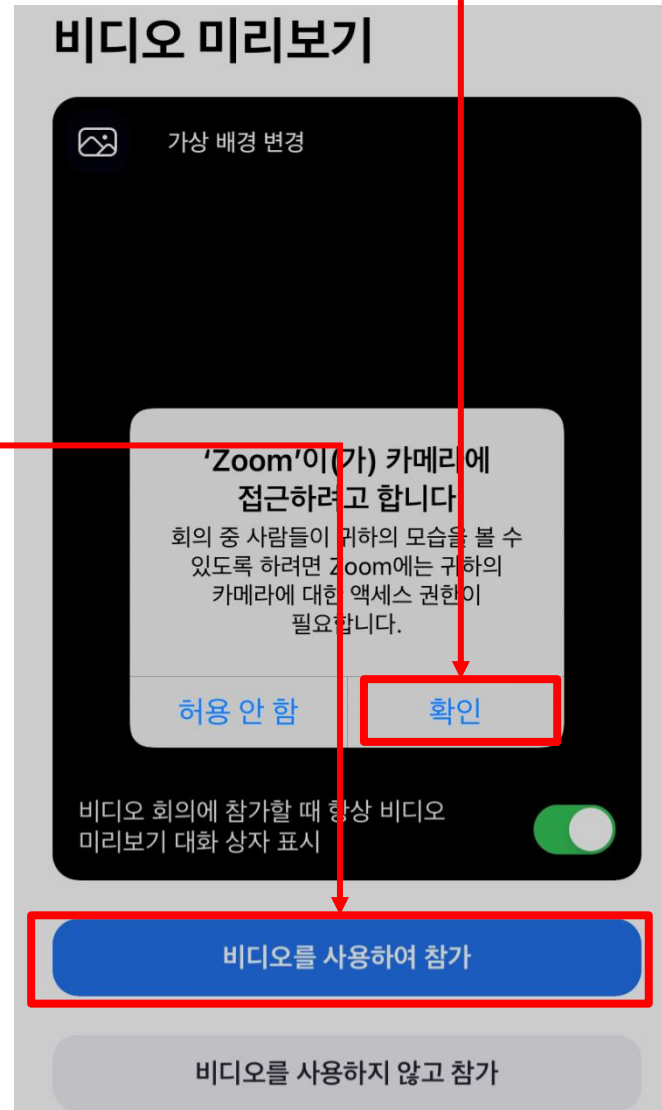 비디오 미리보기
가상 배경 변경
‘Zoom’이(가) 카메라에
접근하려고 합니다
회의 중 사람들이 귀하의 모습을 볼 수
있도록 하려면 Zoom에는 귀하의
카메라에 대한 액세스 권한이
필요합니다.
허용 안 함
확인
비디오 회의에 참가할 때 항상 비디오
미리보기 대화 상자 표시
비디오를 사용하여 참가
비디오를 사용하지 않고 참가